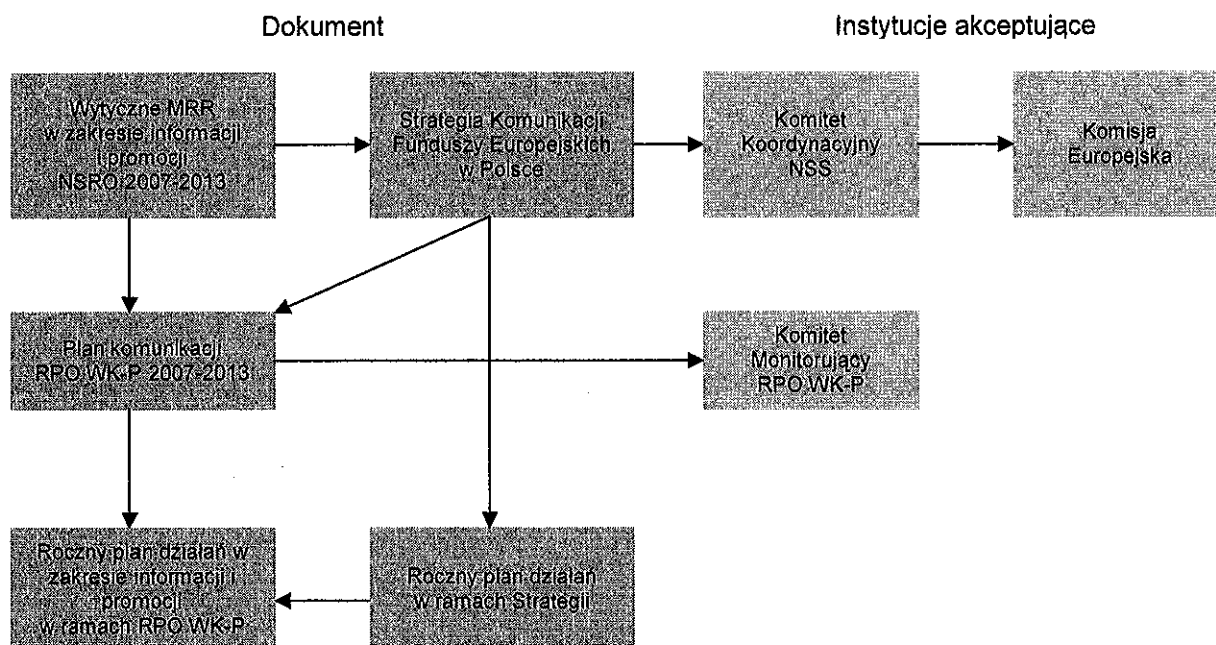 Dokument
Instytucje akceptujące
Wytyczne MRR
w zakresie informacji
i promocji
NSRO 2007-2013
Strategia Komunikacji
Funduszy Europejskich
w Polsce
Komitet
Koordynacyjny
NSS
Komisja
Europejska
Plan komunikacji
RPO WK-P 2007-2013
Komitet
Monitorujący
RPO WK-P
Roczny plan działań w
zakresie informacji i
promocji
w ramach RPO WK-P
Roczny plan działań
w ramach Strategii